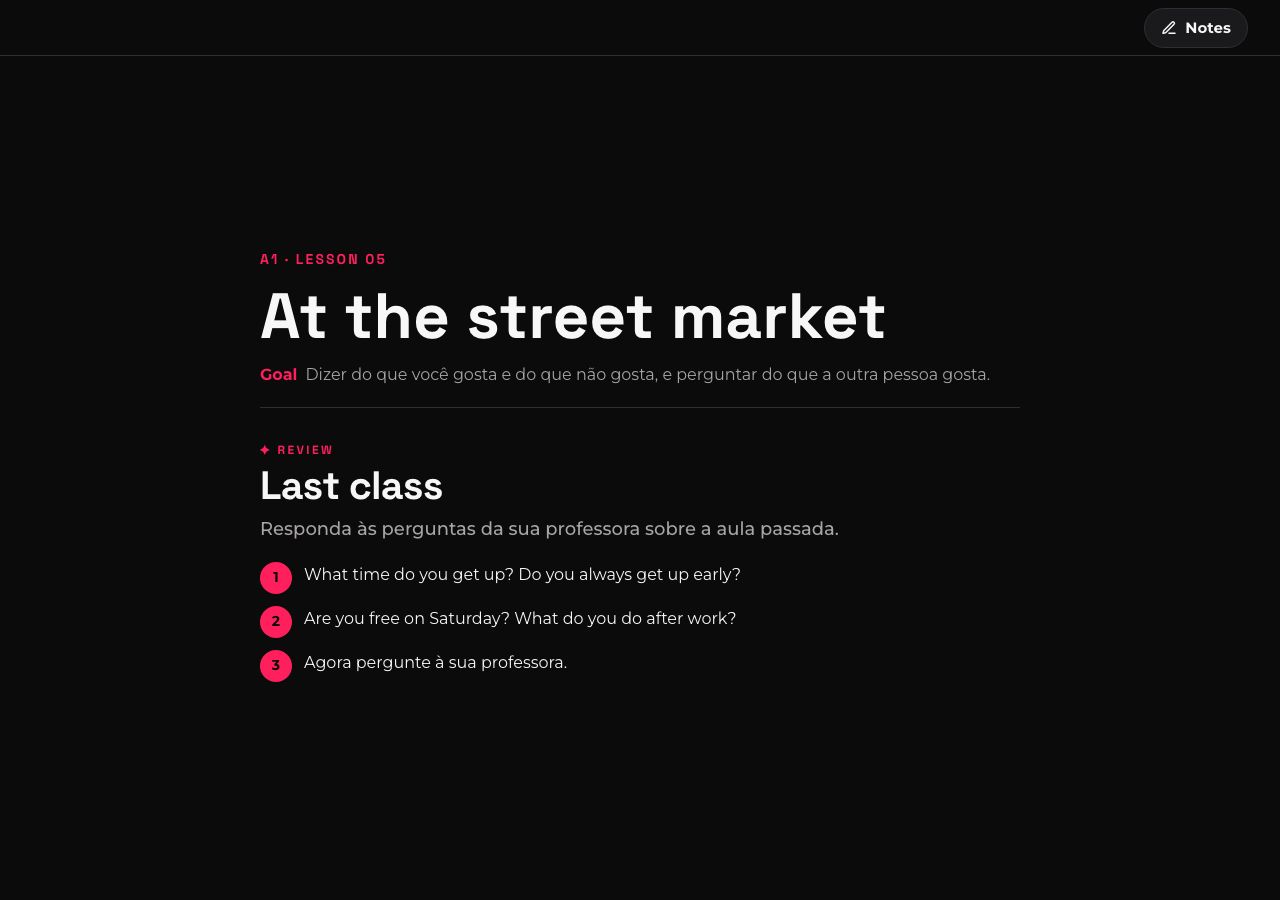 Notes
A1 · LESSON 05
At the street market
Goal Dizer do que você gosta e do que não gosta, e perguntar do que a outra pessoa gosta.
✦ REVIEW
Last class
Responda às perguntas da sua professora sobre a aula passada.
1 What time do you get up? Do you always get up early?
2 Are you free on Saturday? What do you do after work?
3 Agora pergunte à sua professora.